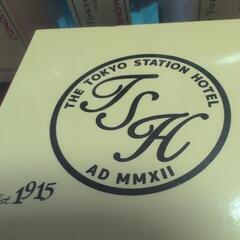 THE TOKYO STATION HOTEL
TSH
AD MMXII
Est. 1915